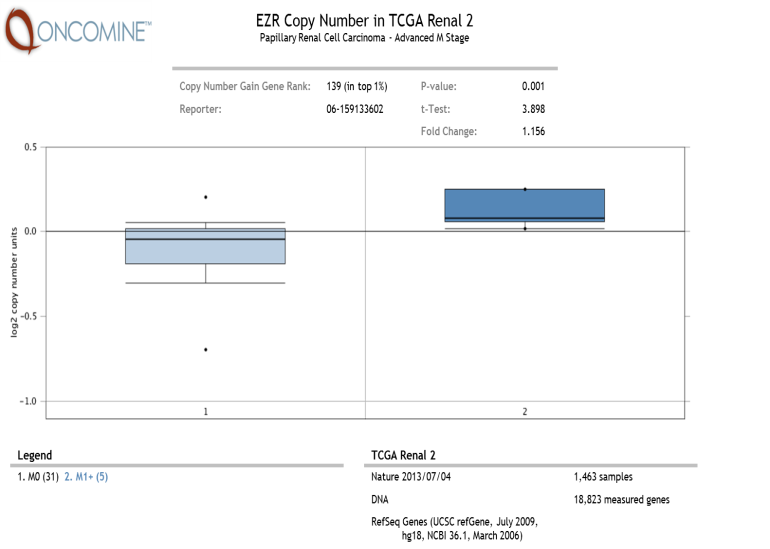 ONCOMINE™
EZR Copy Number in TCGA Renal 2
Papillary Renal Cell Carcinoma - Advanced M Stage
Copy Number Gain Gene Rank: 139 (in top 1%) P-value: 0.001
Reporter: 06-159133602 t-Test: 3.898
Fold Change: 1.156
0.5
0.0
-0.5
-1.0
log2 copy number units
1 2
Legend
1. M0 (31) 2. M1+ (5)
TCGA Renal 2
Nature 2013/07/04 1,463 samples
DNA 18,823 measured genes
RefSeq Genes (UCSC refGene, July 2009,
hg18, NCBI 36.1, March 2006)